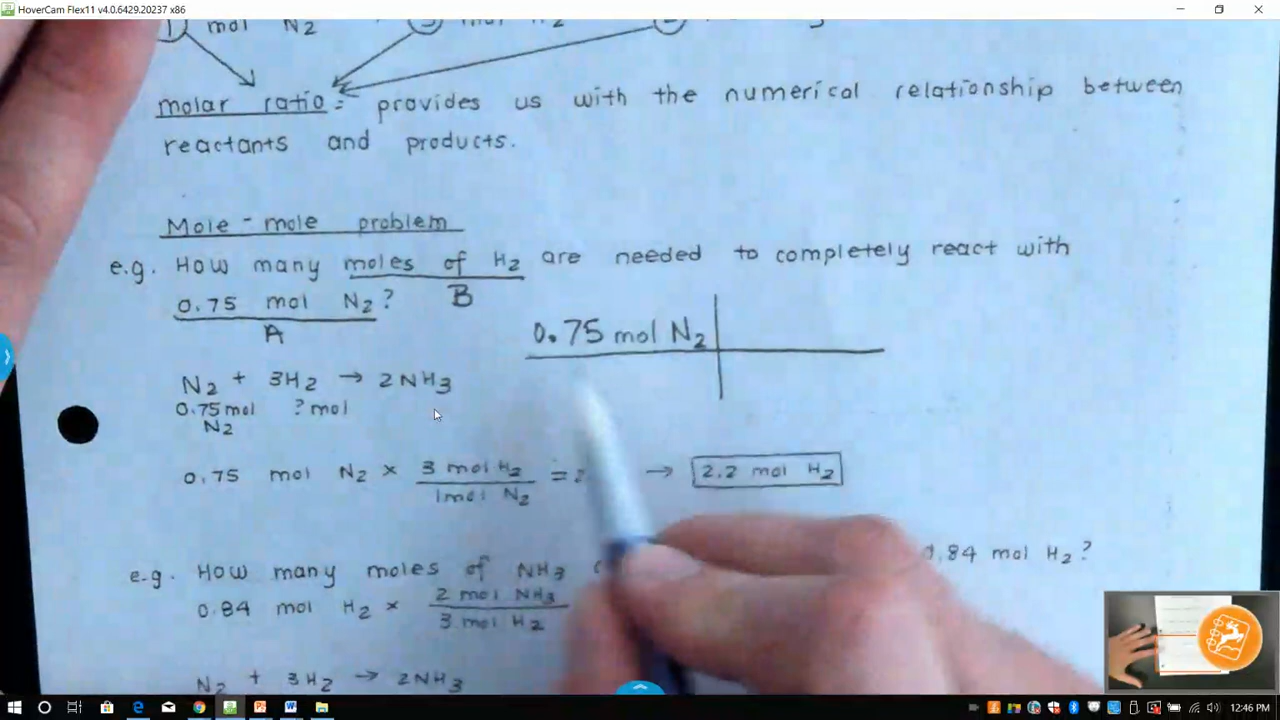 HoverCam Flex11 v4.0.6429.20237 x86
1 mol N2
molar ratio = provides us with the numerical relationship between
reactants and products.
Mole - mole problem
e.g. How many moles of H2 are needed to completely react with
0.75 mol N2? B
A
0.75 mol N2
N2 + 3H2 → 2NH3
0.75 mol ? mol
N2
0.75 mol N2 × 3 mol H2 = 2 → 2.2 mol H2
1 mol N2
e.g. How many moles of NH3 0.84 mol H2?
0.84 mol H2 × 2 mol NH3
3 mol H2
N2 + 3H2 → 2NH3
12:46 PM